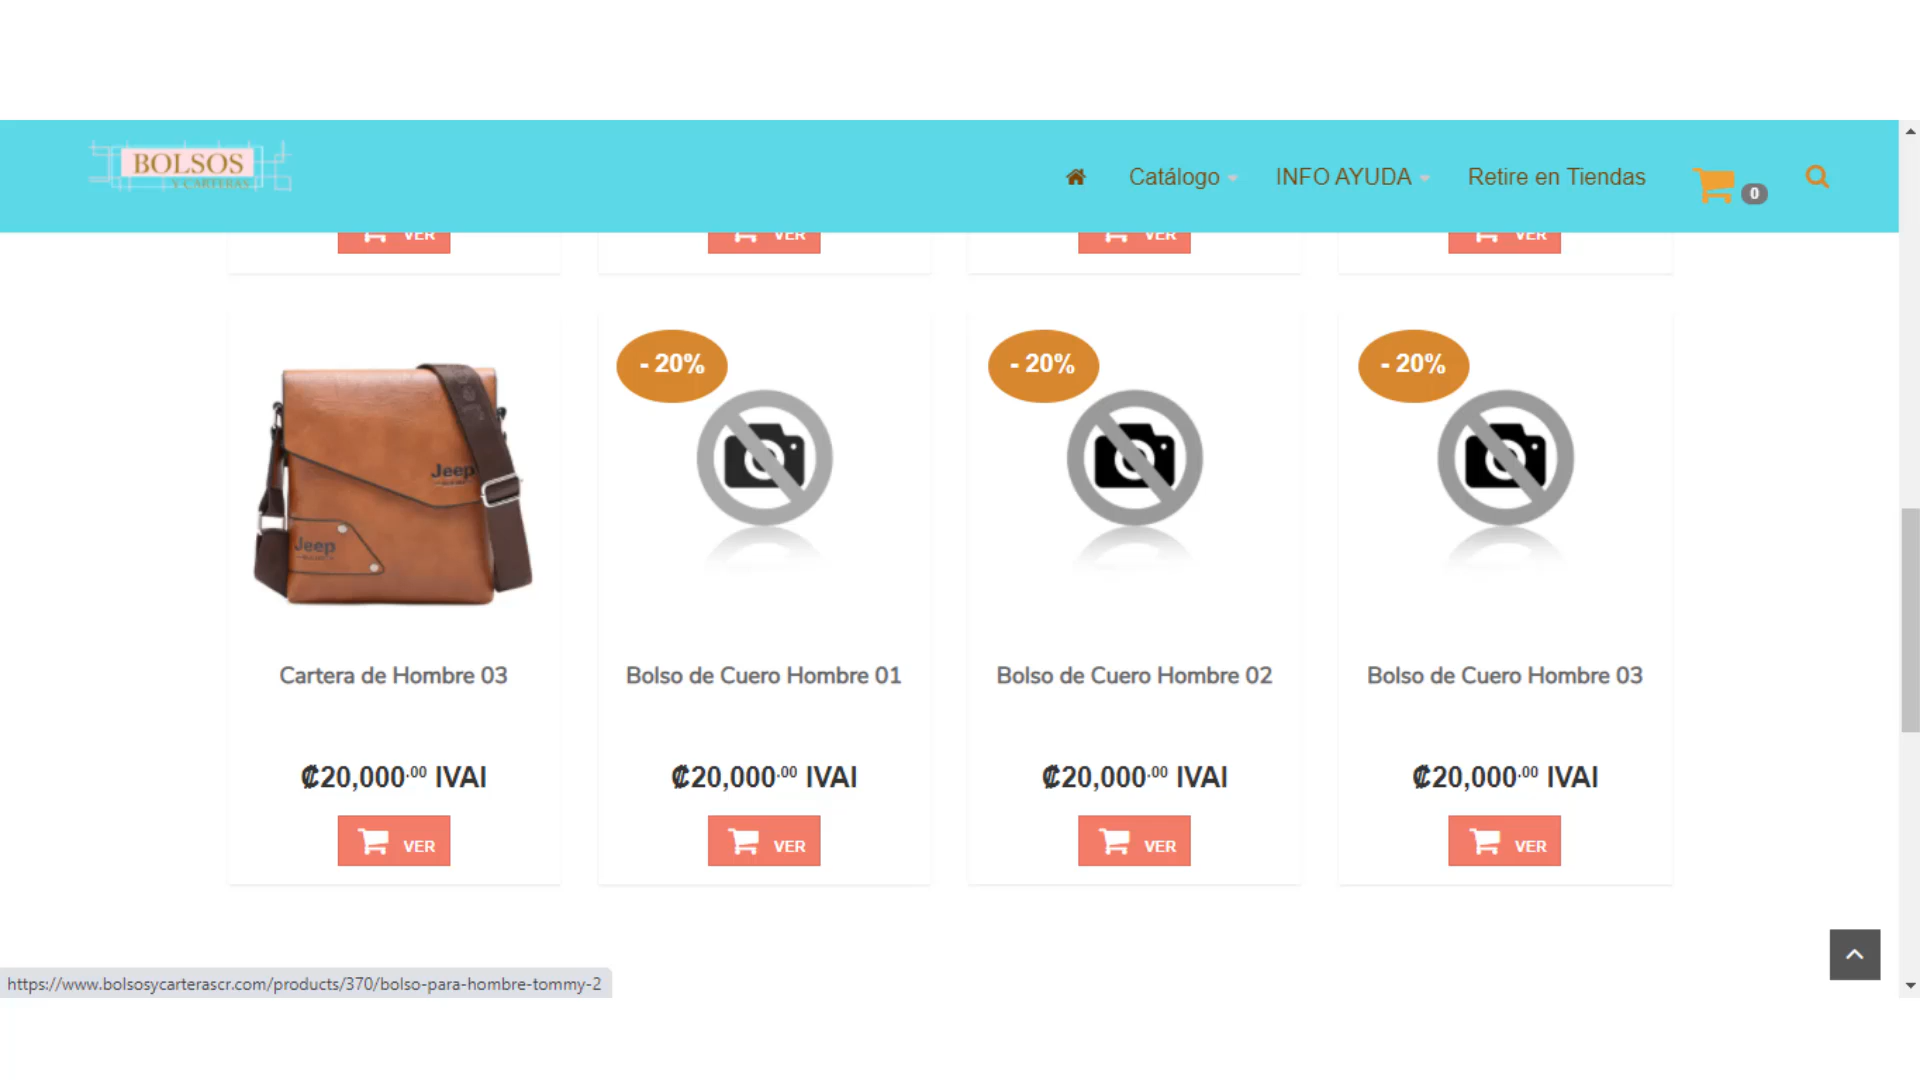 BOLSOS
Y CARTERAS
Catálogo
INFO AYUDA
Retire en Tiendas
0
VER
VER
VER
VER
- 20%
- 20%
- 20%
Jeep
Jeep
Cartera de Hombre 03
Bolso de Cuero Hombre 01
Bolso de Cuero Hombre 02
Bolso de Cuero Hombre 03
₡20,000.00 IVAI
₡20,000.00 IVAI
₡20,000.00 IVAI
₡20,000.00 IVAI
VER
VER
VER
VER
https://www.bolsosycarterascr.com/products/370/bolso-para-hombre-tommy-2